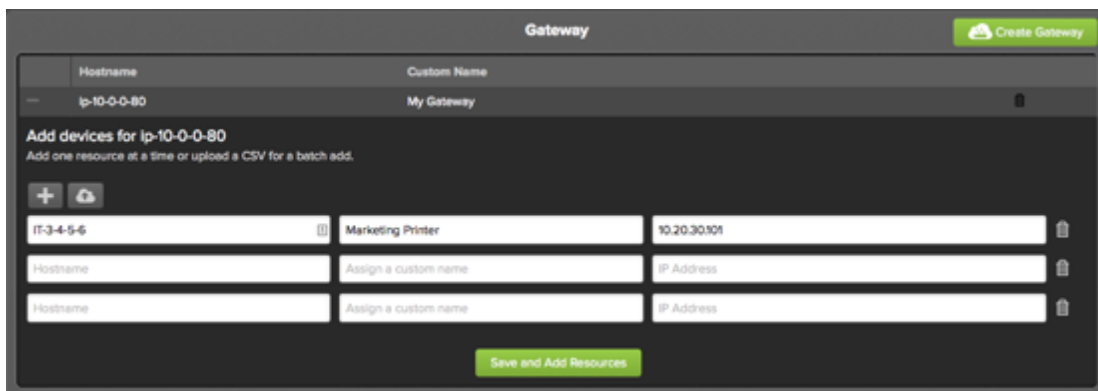 Gateway
Create Gateway
Hostname Custom Name
ip-10-0-0-80 My Gateway
Add devices for ip-10-0-0-80
Add one resource at a time or upload a CSV for a batch add.
IT-3-4-5-6 Marketing Printer 10.20.30.101
Hostname Assign a custom name IP Address
Hostname Assign a custom name IP Address
Save and Add Resources